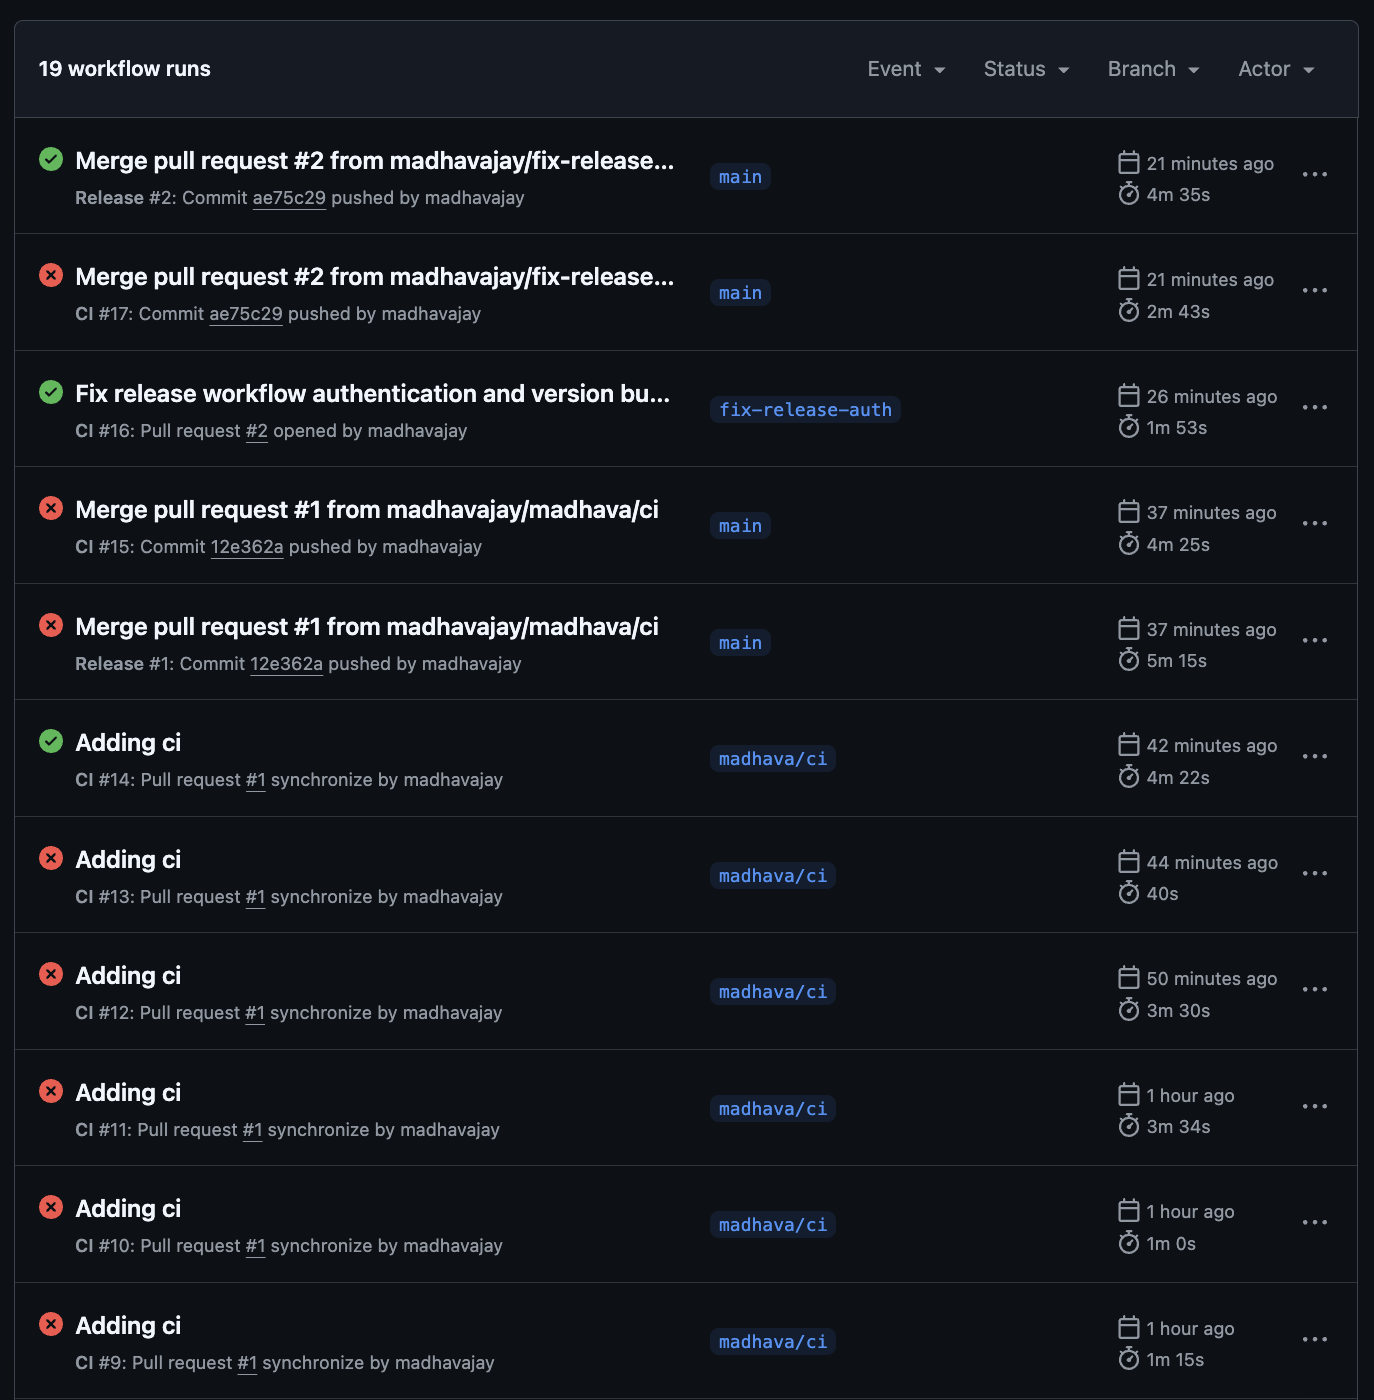 19 workflow runs
Event Status Branch Actor
Merge pull request #2 from madhavajay/fix-release...
Release #2: Commit ae75c29 pushed by madhavajay
main
21 minutes ago
4m 35s
Merge pull request #2 from madhavajay/fix-release...
CI #17: Commit ae75c29 pushed by madhavajay
main
21 minutes ago
2m 43s
Fix release workflow authentication and version bu...
CI #16: Pull request #2 opened by madhavajay
fix-release-auth
26 minutes ago
1m 53s
Merge pull request #1 from madhavajay/madhava/ci
CI #15: Commit 12e362a pushed by madhavajay
main
37 minutes ago
4m 25s
Merge pull request #1 from madhavajay/madhava/ci
Release #1: Commit 12e362a pushed by madhavajay
main
37 minutes ago
5m 15s
Adding ci
CI #14: Pull request #1 synchronize by madhavajay
madhava/ci
42 minutes ago
4m 22s
Adding ci
CI #13: Pull request #1 synchronize by madhavajay
madhava/ci
44 minutes ago
40s
Adding ci
CI #12: Pull request #1 synchronize by madhavajay
madhava/ci
50 minutes ago
3m 30s
Adding ci
CI #11: Pull request #1 synchronize by madhavajay
madhava/ci
1 hour ago
3m 34s
Adding ci
CI #10: Pull request #1 synchronize by madhavajay
madhava/ci
1 hour ago
1m 0s
Adding ci
CI #9: Pull request #1 synchronize by madhavajay
madhava/ci
1 hour ago
1m 15s